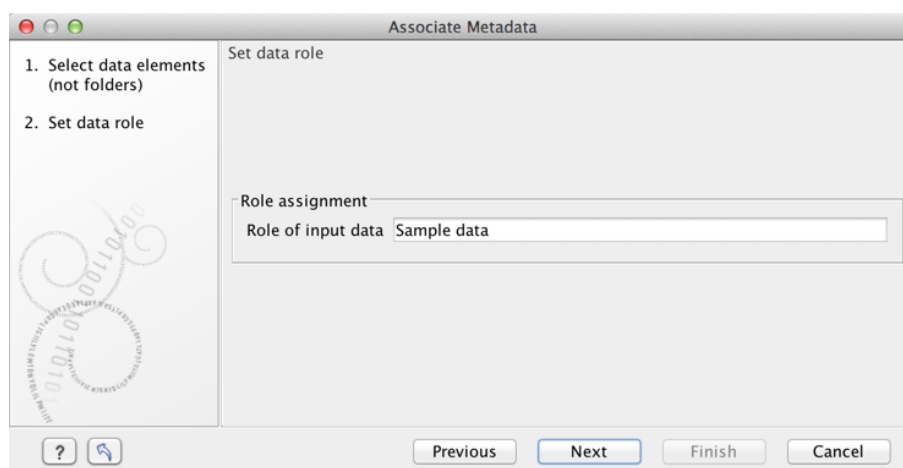 Associate Metadata
1. Select data elements
(not folders)
2. Set data role
Set data role
Role assignment
Role of input data Sample data
? Previous Next Finish Cancel